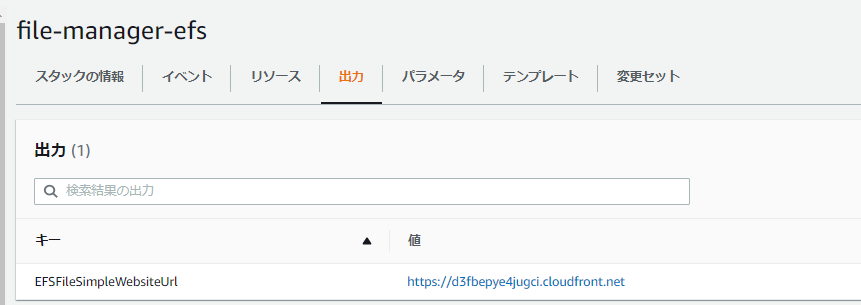 file-manager-efs
スタックの情報 イベント リソース 出力 パラメータ テンプレート 変更セット
出力 (1)
検索結果の出力
キー 値
EFSFileSimpleWebsiteUrl https://d3fbepye4jugci.cloudfront.net